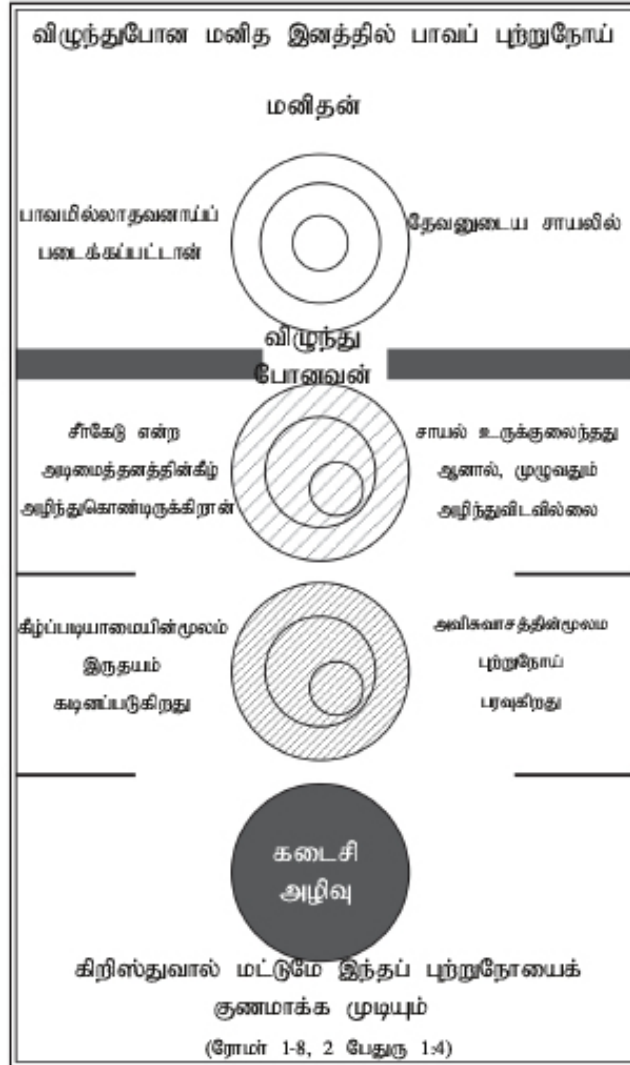 விழுந்துபோன மனித இனத்தில் பாவப் புற்றுநோய்
மனிதன்
பாவமில்லாதவனாய்ப்
படைக்கப்பட்டான்
தேவனுடைய சாயலில்
விழுந்து
போனவன்
சீர்கேடு என்ற
அடிமைத்தனத்தின்கீழ்
அழிந்துகொண்டிருக்கிறான்
சாயல் உருக்குலைந்தது
ஆனால், முழுவதும்
அழிந்துவிடவில்லை
கீழ்ப்படியாமையின்மூலம்
இருதயம்
கடினப்படுகிறது
அவிசுவாசத்தின்மூலம
புற்றுநோய்
பரவுகிறது
கடைசி
அழிவு
கிறிஸ்துவால் மட்டுமே இந்தப் புற்றுநோயைக்
குணமாக்க முடியும்
(ரோமர் 1-8, 2 பேதுரு 1:4)